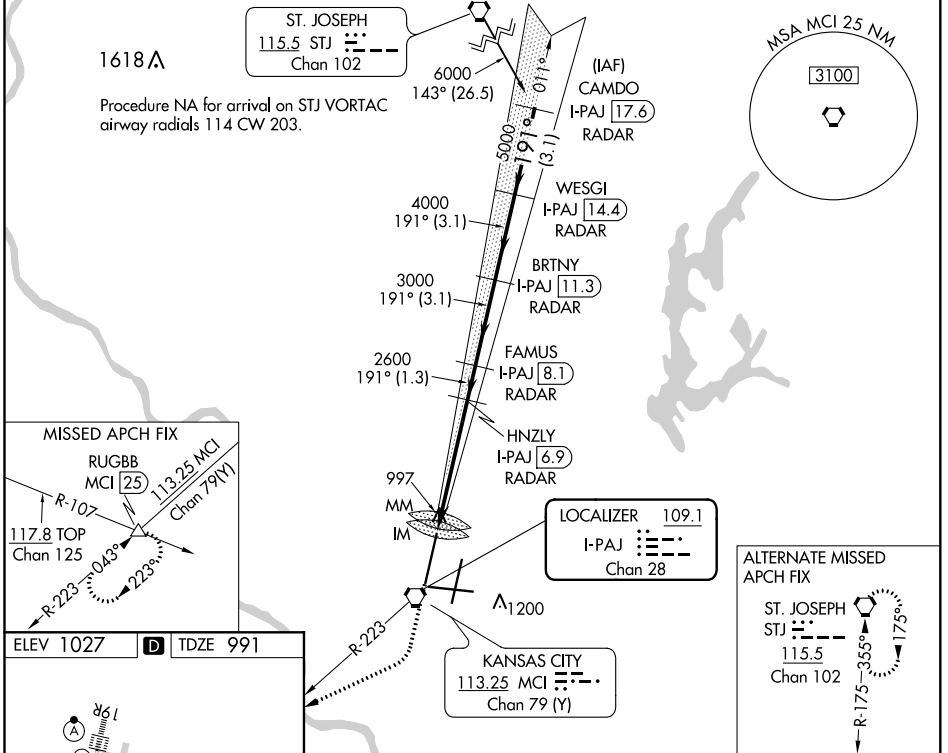 ST. JOSEPH
115.5 STJ
Chan 102
1618
Procedure NA for arrival on STJ VORTAC
airway radials 114 CW 203.
6000
143° (26.5)
011°
5000
191°
(3.1)
(IAF)
CAMDO
I-PAJ 17.6
RADAR
MSA MCI 25 NM
3100
4000
191° (3.1)
WESGI
I-PAJ 14.4
RADAR
3000
191° (3.1)
BRTNY
I-PAJ 11.3
RADAR
2600
191° (1.3)
FAMUS
I-PAJ 8.1
RADAR
HNZLY
I-PAJ 6.9
RADAR
997
MM
IM
MISSED APCH FIX
RUGBB
MCI 25
113.25 MCI
Chan 79(Y)
R-107
117.8 TOP
Chan 125
R-223
043°
223°
LOCALIZER 109.1
I-PAJ
Chan 28
1200
R-223
KANSAS CITY
113.25 MCI
Chan 79 (Y)
ALTERNATE MISSED
APCH FIX
ST. JOSEPH
STJ
115.5
Chan 102
R-175
355°
175°
ELEV 1027 D TDZE 991
19R
A